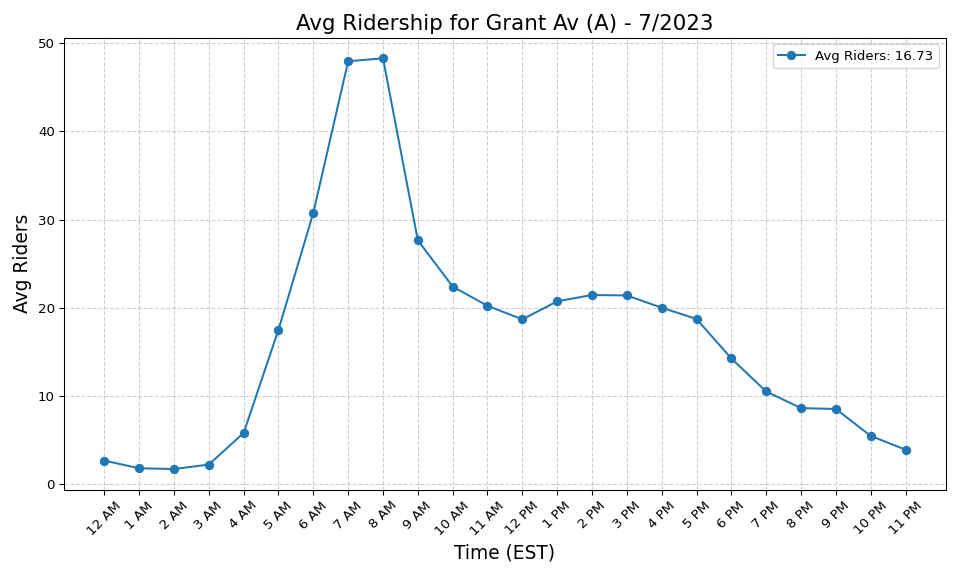 Avg Ridership for Grant Av (A) - 7/2023
Avg Riders: 16.73
50
40
30
20
10
0
Avg Riders
12 AM
1 AM
2 AM
3 AM
4 AM
5 AM
6 AM
7 AM
8 AM
9 AM
10 AM
11 AM
12 PM
1 PM
2 PM
3 PM
4 PM
5 PM
6 PM
7 PM
8 PM
9 PM
10 PM
11 PM
Time (EST)